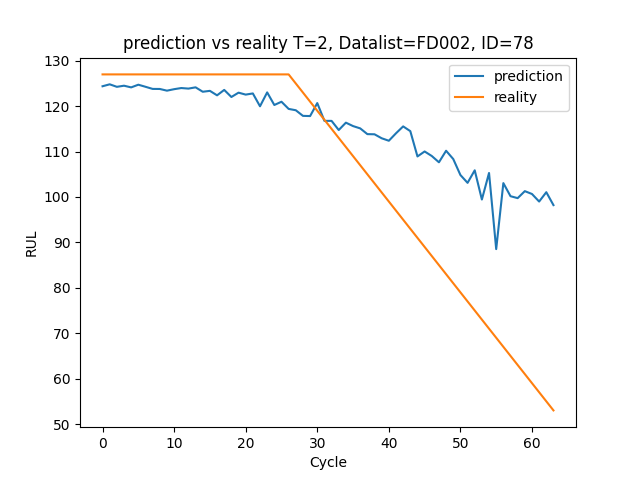 prediction vs reality T=2, Datalist=FD002, ID=78
prediction
reality
RUL
130
120
110
100
90
80
70
60
50
0 10 20 30 40 50 60
Cycle